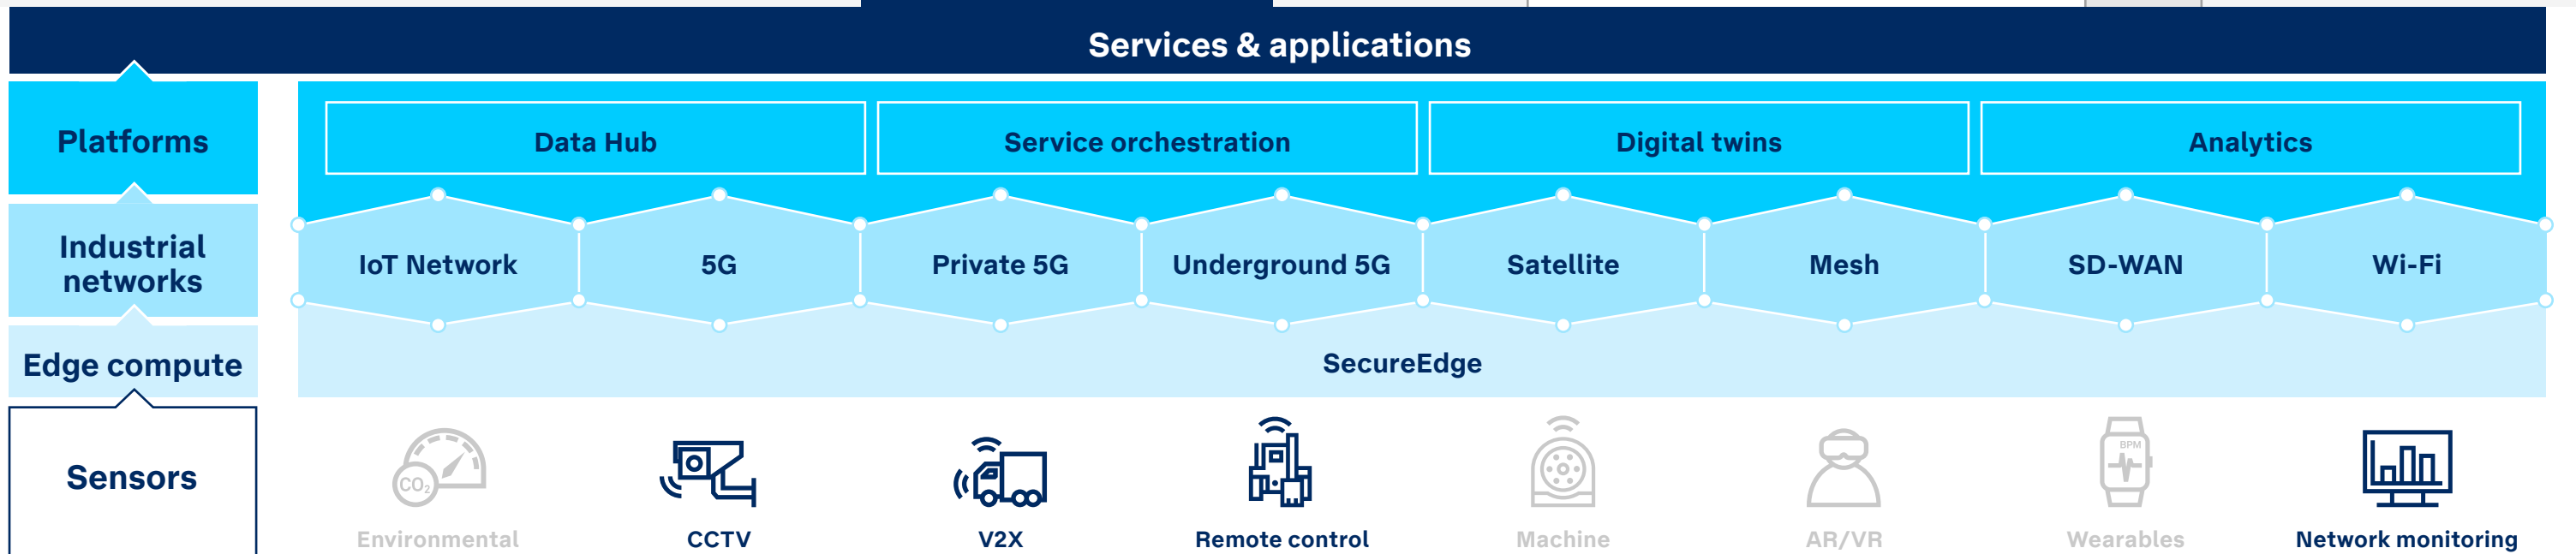 Services & applications
Platforms
Data Hub
Service orchestration
Digital twins
Analytics
Industrial
networks
IoT Network
5G
Private 5G
Underground 5G
Satellite
Mesh
SD-WAN
Wi-Fi
Edge compute
SecureEdge
Sensors
CO₂
BPM
Environmental
CCTV
V2X
Remote control
Machine
AR/VR
Wearables
Network monitoring